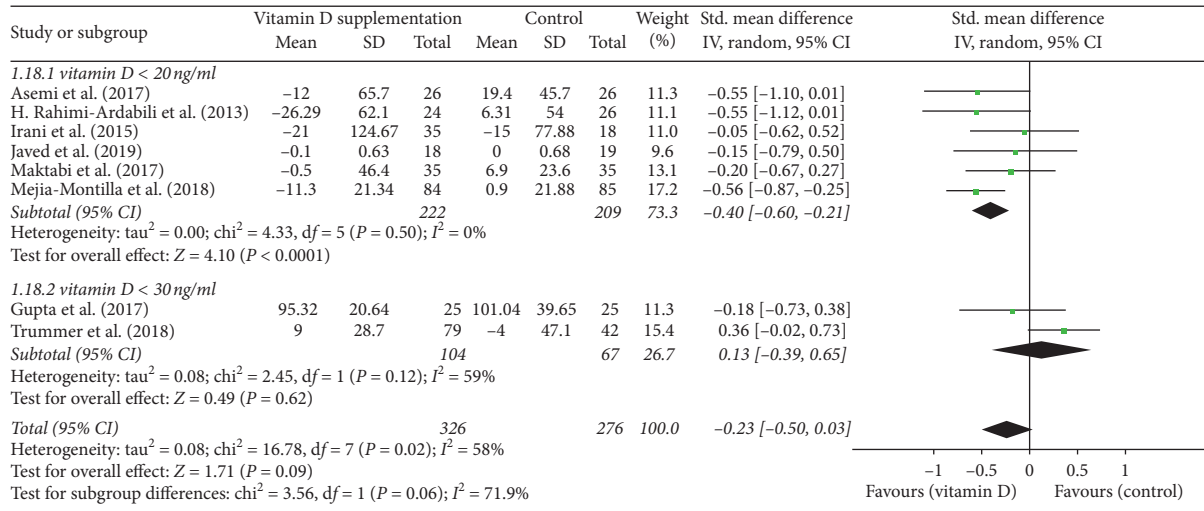 Study or subgroup Vitamin D supplementation Control Weight (%) Std. mean difference IV, random, 95% CI Std. mean difference IV, random, 95% CI
Mean SD Total Mean SD Total
1.18.1 vitamin D < 20 ng/ml
Asemi et al. (2017) –12 65.7 26 19.4 45.7 26 11.3 –0.55 [–1.10, 0.01]
H. Rahimi-Ardabili et al. (2013) –26.29 62.1 24 6.31 54 26 11.1 –0.55 [–1.12, 0.01]
Irani et al. (2015) –21 124.67 35 –15 77.88 18 11.0 –0.05 [–0.62, 0.52]
Javed et al. (2019) –0.1 0.63 18 0 0.68 19 9.6 –0.15 [–0.79, 0.50]
Maktabi et al. (2017) –0.5 46.4 35 6.9 23.6 35 13.1 –0.20 [–0.67, 0.27]
Mejia-Montilla et al. (2018) –11.3 21.34 84 0.9 21.88 85 17.2 –0.56 [–0.87, –0.25]
Subtotal (95% CI) 222 209 73.3 –0.40 [–0.60, –0.21]
Heterogeneity: tau² = 0.00; chi² = 4.33, df = 5 (P = 0.50); I² = 0%
Test for overall effect: Z = 4.10 (P < 0.0001)
1.18.2 vitamin D < 30 ng/ml
Gupta et al. (2017) 95.32 20.64 25 101.04 39.65 25 11.3 –0.18 [–0.73, 0.38]
Trummer et al. (2018) 9 28.7 79 –4 47.1 42 15.4 0.36 [–0.02, 0.73]
Subtotal (95% CI) 104 67 26.7 0.13 [–0.39, 0.65]
Heterogeneity: tau² = 0.08; chi² = 2.45, df = 1 (P = 0.12); I² = 59%
Test for overall effect: Z = 0.49 (P = 0.62)
Total (95% CI) 326 276 100.0 –0.23 [–0.50, 0.03]
Heterogeneity: tau² = 0.08; chi² = 16.78, df = 7 (P = 0.02); I² = 58%
Test for overall effect: Z = 1.71 (P = 0.09)
Test for subgroup differences: chi² = 3.56, df = 1 (P = 0.06); I² = 71.9%
–1 –0.5 0 0.5 1
Favours (vitamin D) Favours (control)